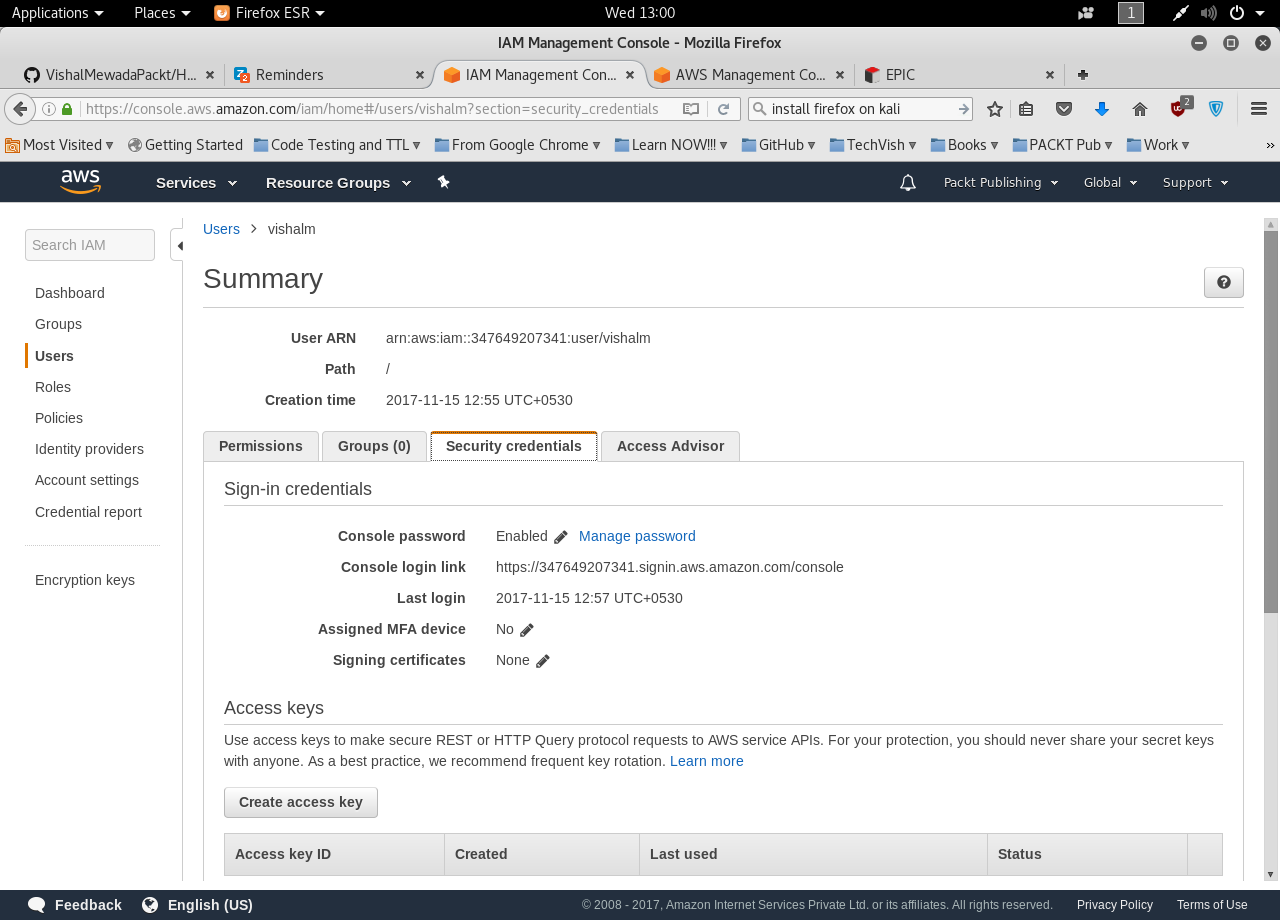 Applications Places Firefox ESR Wed 13:00 1
IAM Management Console - Mozilla Firefox
VishalMewadaPackt/H... Reminders IAM Management Con... AWS Management Co... EPIC
https://console.aws.amazon.com/iam/home#/users/vishalm?section=security_credentials install firefox on kali 2
Most Visited Getting Started Code Testing and TTL From Google Chrome Learn NOW!!! GitHub TechVish Books PACKT Pub Work »
aws Services Resource Groups Packt Publishing Global Support
Search IAM
Dashboard
Groups
Users
Roles
Policies
Identity providers
Account settings
Credential report
Encryption keys
Users > vishalm
Summary
User ARN arn:aws:iam::347649207341:user/vishalm
Path /
Creation time 2017-11-15 12:55 UTC+0530
Permissions Groups (0) Security credentials Access Advisor
Sign-in credentials
Console password Enabled Manage password
Console login link https://347649207341.signin.aws.amazon.com/console
Last login 2017-11-15 12:57 UTC+0530
Assigned MFA device No
Signing certificates None
Access keys
Use access keys to make secure REST or HTTP Query protocol requests to AWS service APIs. For your protection, you should never share your secret keys
with anyone. As a best practice, we recommend frequent key rotation. Learn more
Create access key
Access key ID Created Last used Status
Feedback English (US) © 2008 - 2017, Amazon Internet Services Private Ltd. or its affiliates. All rights reserved. Privacy Policy Terms of Use